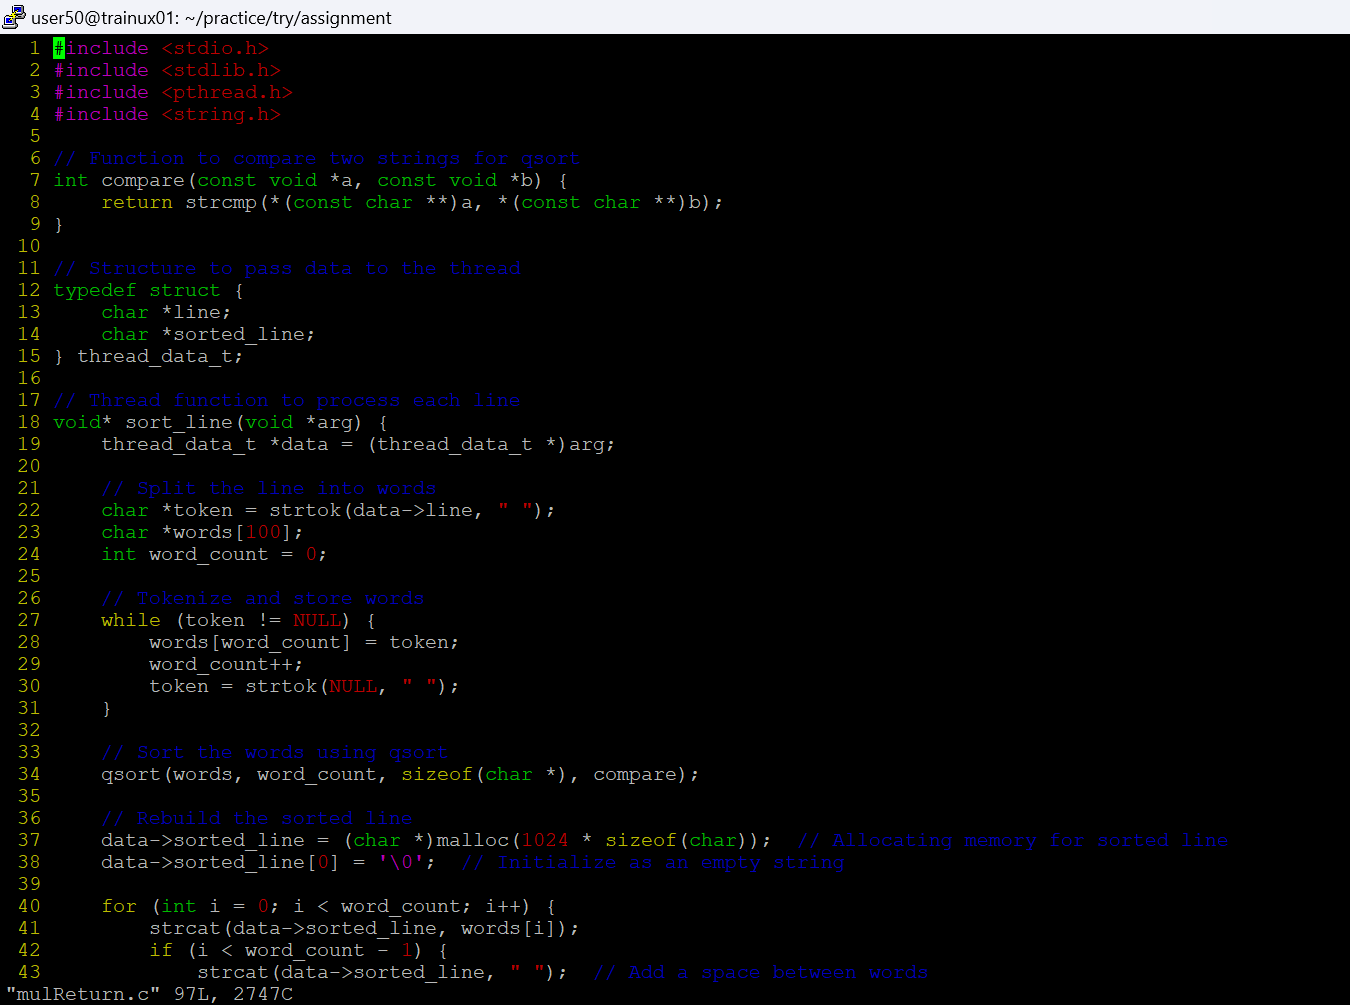 user50@trainux01: ~/practice/try/assignment
1 #include <stdio.h>
2 #include <stdlib.h>
3 #include <pthread.h>
4 #include <string.h>
5
6 // Function to compare two strings for qsort
7 int compare(const void *a, const void *b) {
8     return strcmp(*(const char **)a, *(const char **)b);
9 }
10
11 // Structure to pass data to the thread
12 typedef struct {
13     char *line;
14     char *sorted_line;
15 } thread_data_t;
16
17 // Thread function to process each line
18 void* sort_line(void *arg) {
19     thread_data_t *data = (thread_data_t *)arg;
20
21     // Split the line into words
22     char *token = strtok(data->line, " ");
23     char *words[100];
24     int word_count = 0;
25
26     // Tokenize and store words
27     while (token != NULL) {
28         words[word_count] = token;
29         word_count++;
30         token = strtok(NULL, " ");
31     }
32
33     // Sort the words using qsort
34     qsort(words, word_count, sizeof(char *), compare);
35
36     // Rebuild the sorted line
37     data->sorted_line = (char *)malloc(1024 * sizeof(char));  // Allocating memory for sorted line
38     data->sorted_line[0] = '\0';  // Initialize as an empty string
39
40     for (int i = 0; i < word_count; i++) {
41         strcat(data->sorted_line, words[i]);
42         if (i < word_count - 1) {
43             strcat(data->sorted_line, " ");  // Add a space between words
"mulReturn.c" 97L, 2747C